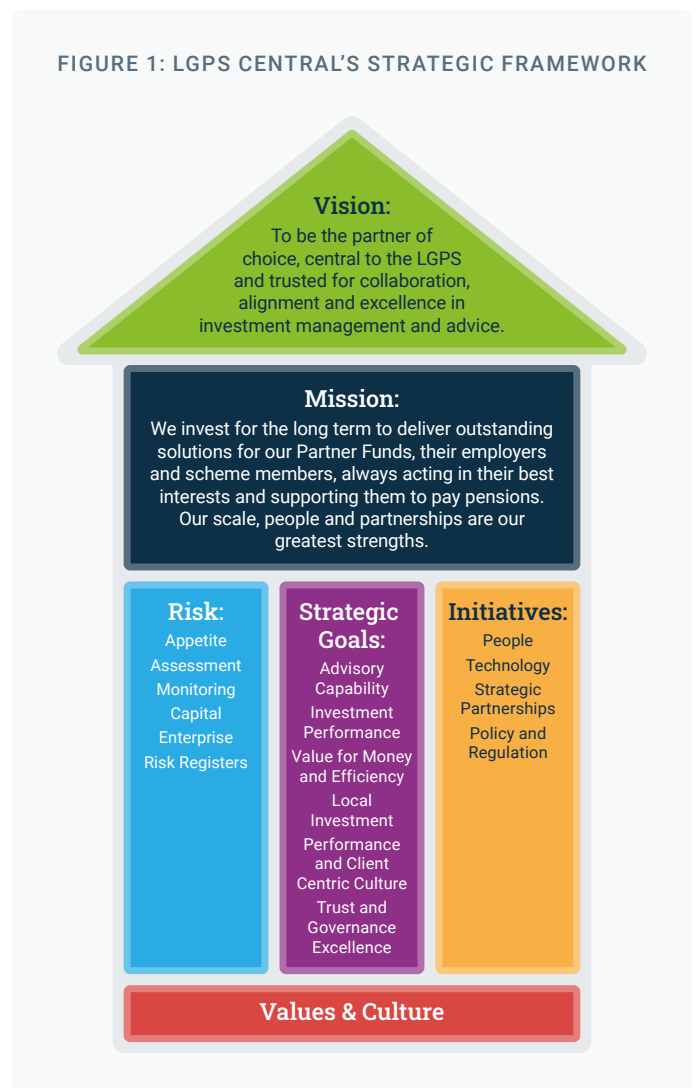 FIGURE 1: LGPS CENTRAL'S STRATEGIC FRAMEWORK
Vision:
To be the partner of
choice, central to the LGPS
and trusted for collaboration,
alignment and excellence in
investment management and advice.
Mission:
We invest for the long term to deliver outstanding
solutions for our Partner Funds, their employers
and scheme members, always acting in their best
interests and supporting them to pay pensions.
Our scale, people and partnerships are our
greatest strengths.
Risk:
Appetite
Assessment
Monitoring
Capital
Enterprise
Risk Registers
Strategic
Goals:
Advisory
Capability
Investment
Performance
Value for Money
and Efficiency
Local
Investment
Performance
and Client
Centric Culture
Trust and
Governance
Excellence
Initiatives:
People
Technology
Strategic
Partnerships
Policy and
Regulation
Values & Culture